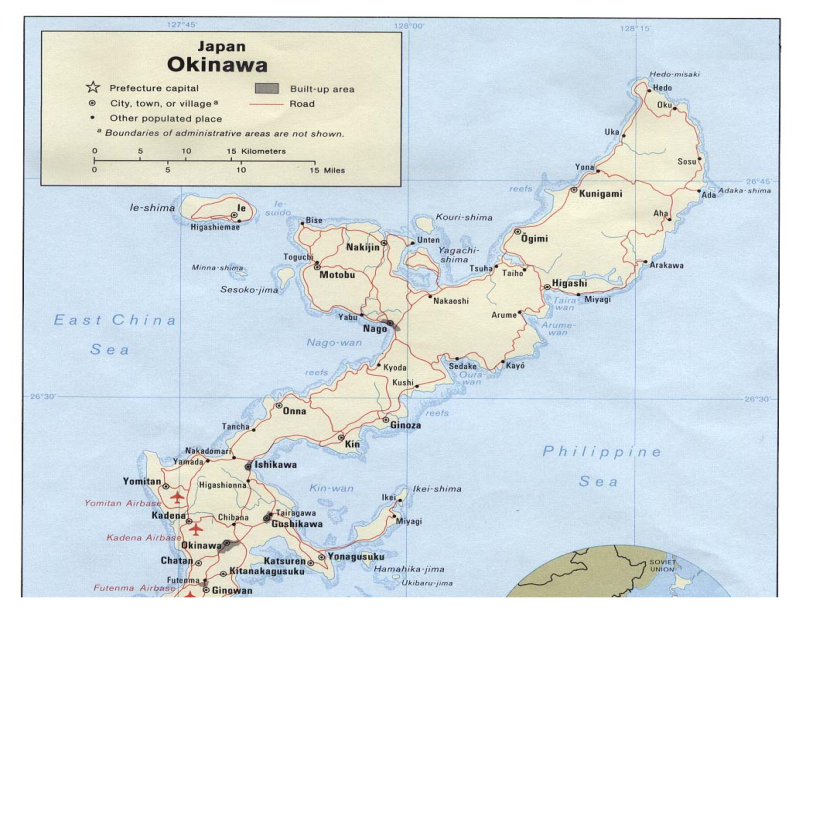 127°45'
128°00'
128°15'
Japan
Okinawa
Prefecture capital
Built-up area
City, town, or village a
Road
Other populated place
a Boundaries of administrative areas are not shown.
0 5 10 15 Kilometers
0 5 10 15 Miles
Hedo-misaki
Hedo
Oku
Uka
Sosu
Yona
26°45'
reefs
Kunigami
Ada
Adaka-shima
Ie-shima
Ie
Ie-
suido
Higashiemae
Bise
Kouri-shima
Aha
Nakijin
Unten
Ōgimi
Yagachi-
shima
Toguchi
Minna-shima
Motobu
Tsuha
Taiho
Arakawa
Sesoko-jima
Higashi
Nakaoshi
Taira-
wan
Miyagi
East China
Sea
Yabu
Nago
Arume
Arume-
wan
Nago-wan
Kyoda
Sedake
Kayō
reefs
Kushi
Oura-
wan
26°30'
Onna
reefs
Tancha
Ginoza
Kin
Nakadomari
Philippine
Sea
Yamada
Ishikawa
Yomitan
Higashionna
Kin-wan
Ikei-shima
Ikei
Yomitan Airbase
Kadena
Chibana
Tairagawa
Gushikawa
Miyagi
Kadena Airbase
Okinawa
Chatan
Katsuren
Yonagusuku
Kitanakagusuku
Hamahika-jima
SOVIET
UNION
Futenma
Ukibaru-jima
Futenma Airbase
Ginowan